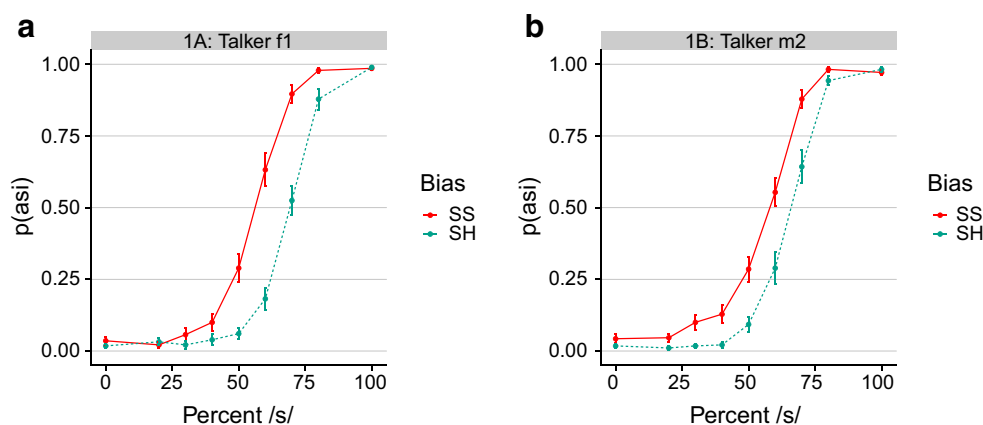 a
1A: Talker f1
1.00
0.75
0.50
0.25
0.00
p(asi)
0 25 50 75 100
Percent /s/
Bias
SS
SH
b
1B: Talker m2
1.00
0.75
0.50
0.25
0.00
p(asi)
0 25 50 75 100
Percent /s/
Bias
SS
SH